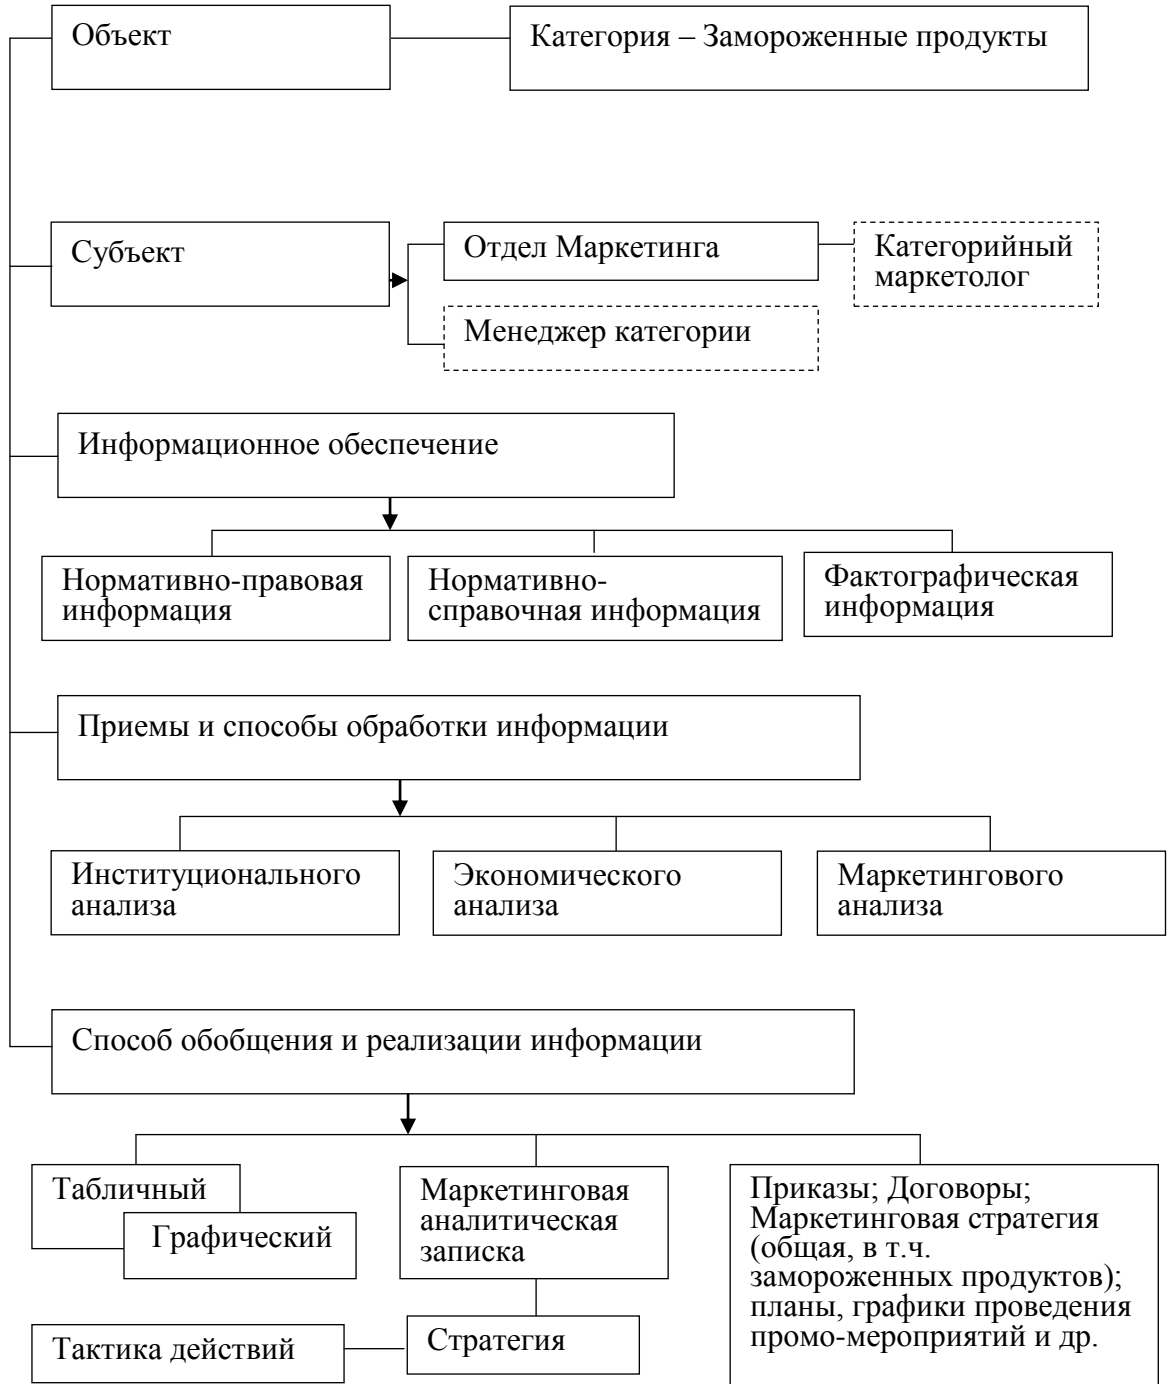 Объект
Категория – Замороженные продукты
Субъект
Отдел Маркетинга
Категорийный
маркетолог
Менеджер категории
Информационное обеспечение
Нормативно-правовая
информация
Нормативно-
справочная информация
Фактографическая
информация
Приемы и способы обработки информации
Институционального
анализа
Экономического
анализа
Маркетингового
анализа
Способ обобщения и реализации информации
Табличный
Графический
Маркетинговая
аналитическая
записка
Приказы; Договоры;
Маркетинговая стратегия
(общая, в т.ч.
замороженных продуктов);
планы, графики проведения
промо-мероприятий и др.
Тактика действий
Стратегия